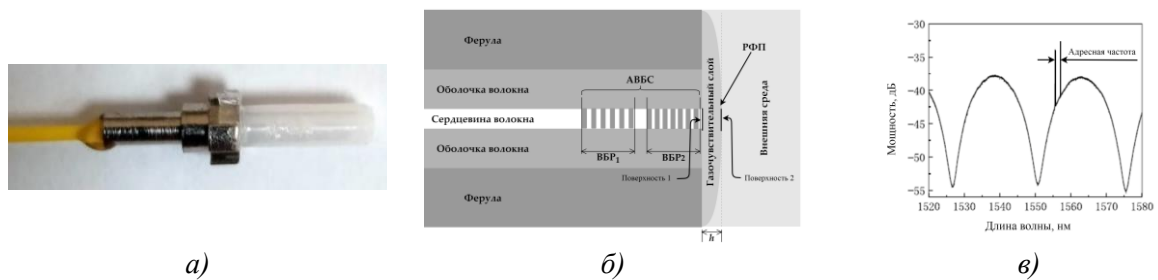 Ферула
РФП
АВБС
Оболочка волокна
Сердцевина волокна
Оболочка волокна
ВБР1
ВБР2
Газочувствительный слой
Внешняя среда
Поверхность 1
Поверхность 2
Ферула
h
Мощность, дБ
−30
−35
−40
−45
−50
−55
Адресная частота
1520 1530 1540 1550 1560 1570 1580
Длина волны, нм
а) б) в)